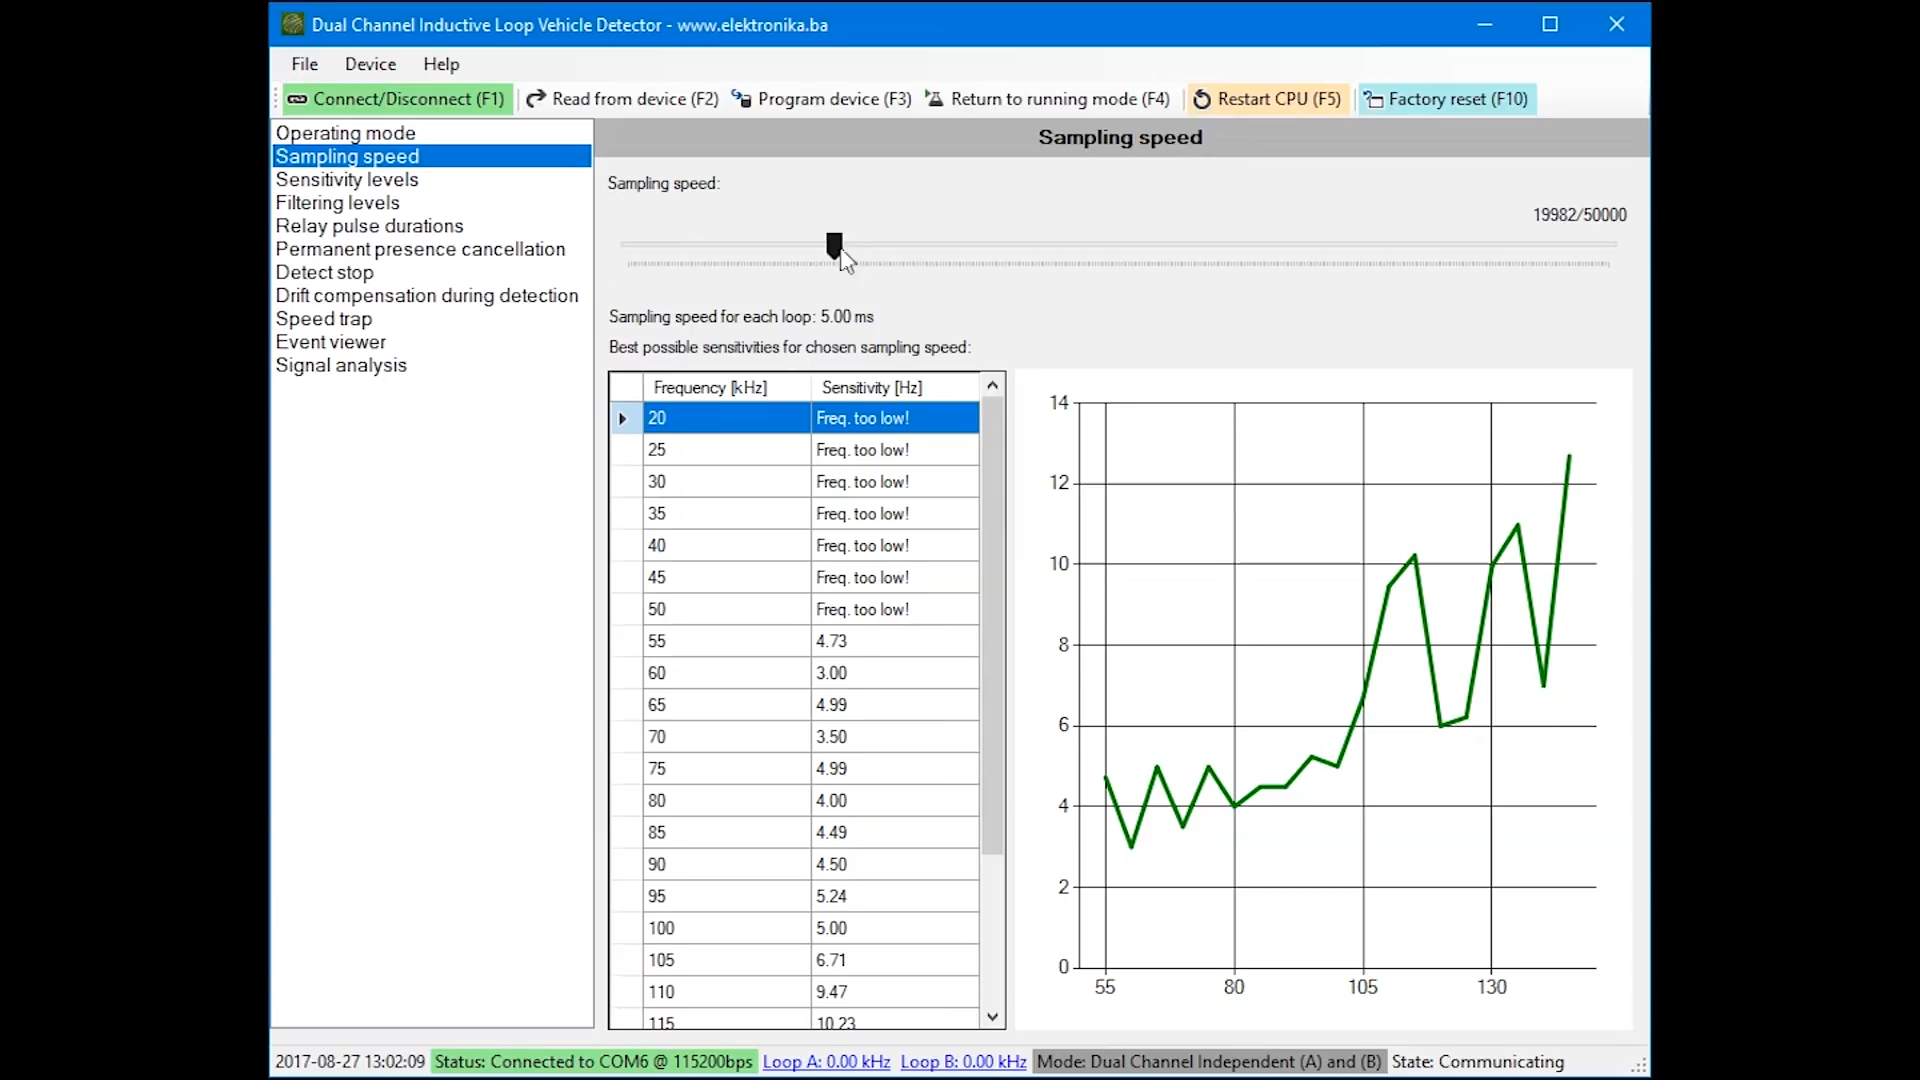 Dual Channel Inductive Loop Vehicle Detector - www.elektronika.ba
File Device Help
Connect/Disconnect (F1) Read from device (F2) Program device (F3) Return to running mode (F4) Restart CPU (F5) Factory reset (F10)
Operating mode
Sampling speed
Sensitivity levels
Filtering levels
Relay pulse durations
Permanent presence cancellation
Detect stop
Drift compensation during detection
Speed trap
Event viewer
Signal analysis
Sampling speed
Sampling speed:
19982/50000
Sampling speed for each loop: 5.00 ms
Best possible sensitivities for chosen sampling speed:
Frequency [kHz] Sensitivity [Hz]
20 Freq. too low!
25 Freq. too low!
30 Freq. too low!
35 Freq. too low!
40 Freq. too low!
45 Freq. too low!
50 Freq. too low!
55 4.73
60 3.00
65 4.99
70 3.50
75 4.99
80 4.00
85 4.49
90 4.50
95 5.24
100 5.00
105 6.71
110 9.47
115 10.23
14
12
10
8
6
4
2
0
55 80 105 130
2017-08-27 13:02:09 Status: Connected to COM6 @ 115200bps Loop A: 0.00 kHz Loop B: 0.00 kHz Mode: Dual Channel Independent (A) and (B) State: Communicating